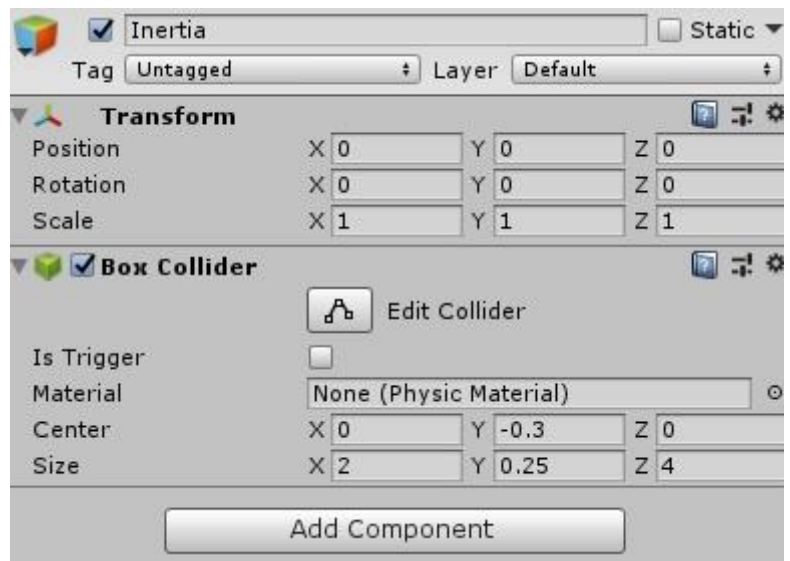 Inertia Static
Tag Untagged Layer Default
Transform
Position X 0 Y 0 Z 0
Rotation X 0 Y 0 Z 0
Scale X 1 Y 1 Z 1
Box Collider
Edit Collider
Is Trigger
Material None (Physic Material)
Center X 0 Y -0.3 Z 0
Size X 2 Y 0.25 Z 4
Add Component